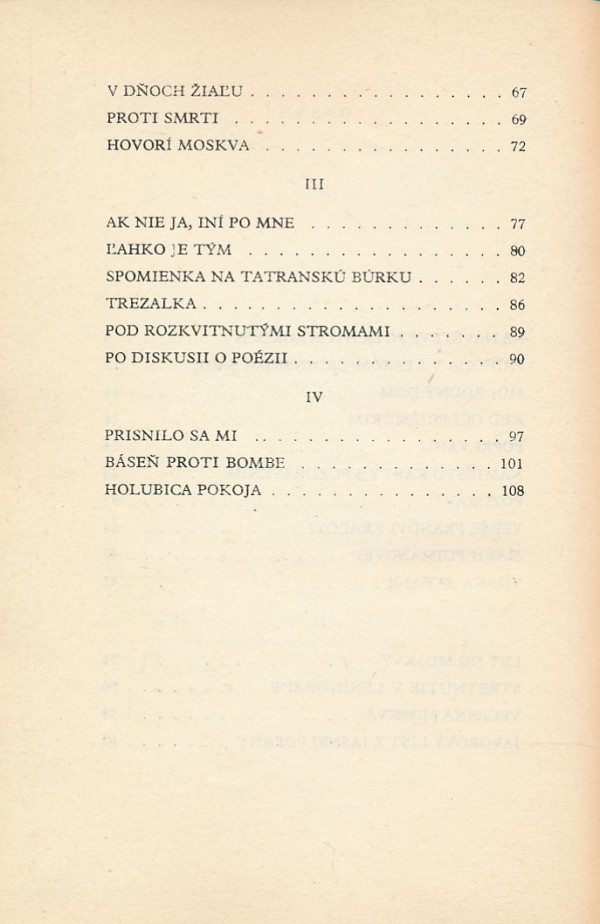 V DŇOCH ŽIAĽU . . . . . . . . . . . . . . . . . . 67
PROTI SMRTI . . . . . . . . . . . . . . . . . . . 69
HOVORÍ MOSKVA . . . . . . . . . . . . . . . . . 72
III
AK NIE JA, INÍ PO MNE . . . . . . . . . . . . . . 77
ĽAHKO JE TÝM . . . . . . . . . . . . . . . . . . . 80
SPOMIENKA NA TATRANSKÚ BÚRKU . . . . . . 82
TREZALKA . . . . . . . . . . . . . . . . . . . . . 86
POD ROZKVITNUTÝMI STROMAMI . . . . . . . 89
PO DISKUSII O POÉZII . . . . . . . . . . . . . . . 90
IV
PRISNILO SA MI . . . . . . . . . . . . . . . . . . 97
BÁSEŇ PROTI BOMBE . . . . . . . . . . . . . . 101
HOLUBICA POKOJA . . . . . . . . . . . . . . . . 108